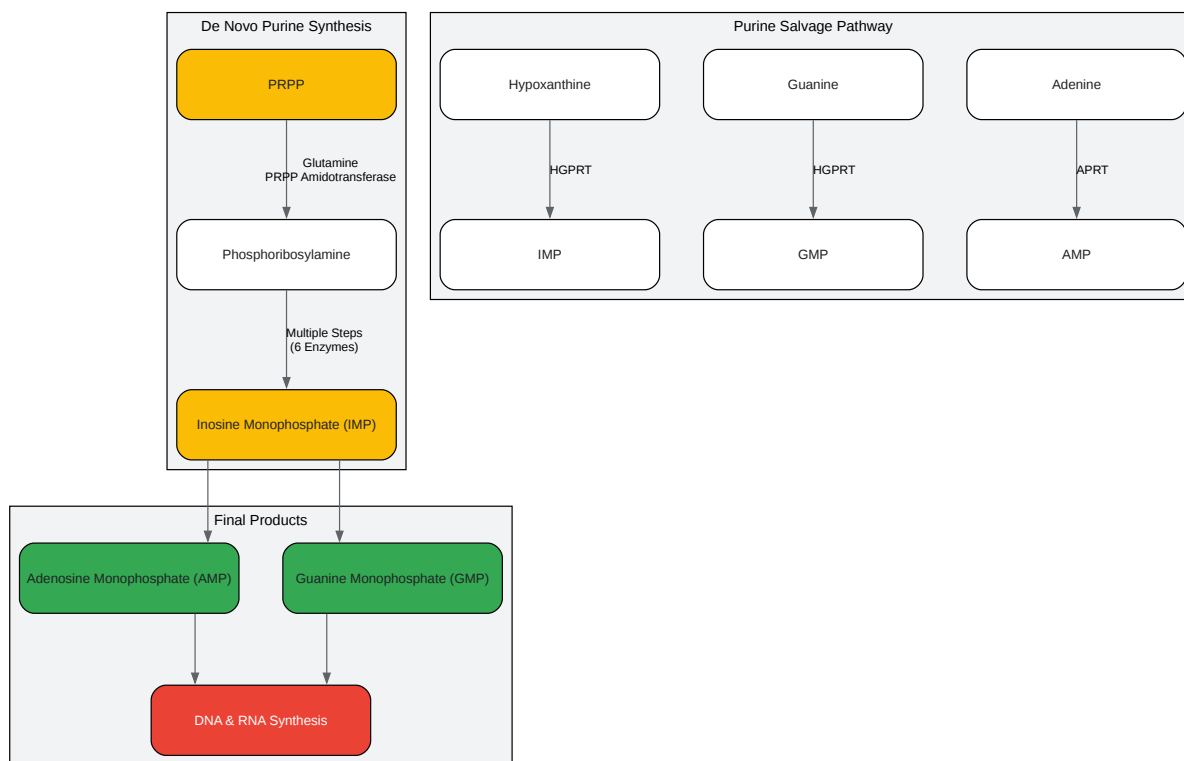 De Novo Purine Synthesis
PRPP
Glutamine
PRPP Amidotransferase
Phosphoribosylamine
Multiple Steps
(6 Enzymes)
Inosine Monophosphate (IMP)
Purine Salvage Pathway
Hypoxanthine
Guanine
Adenine
HGPRT
HGPRT
APRT
IMP
GMP
AMP
Final Products
Adenosine Monophosphate (AMP)
Guanine Monophosphate (GMP)
DNA & RNA Synthesis